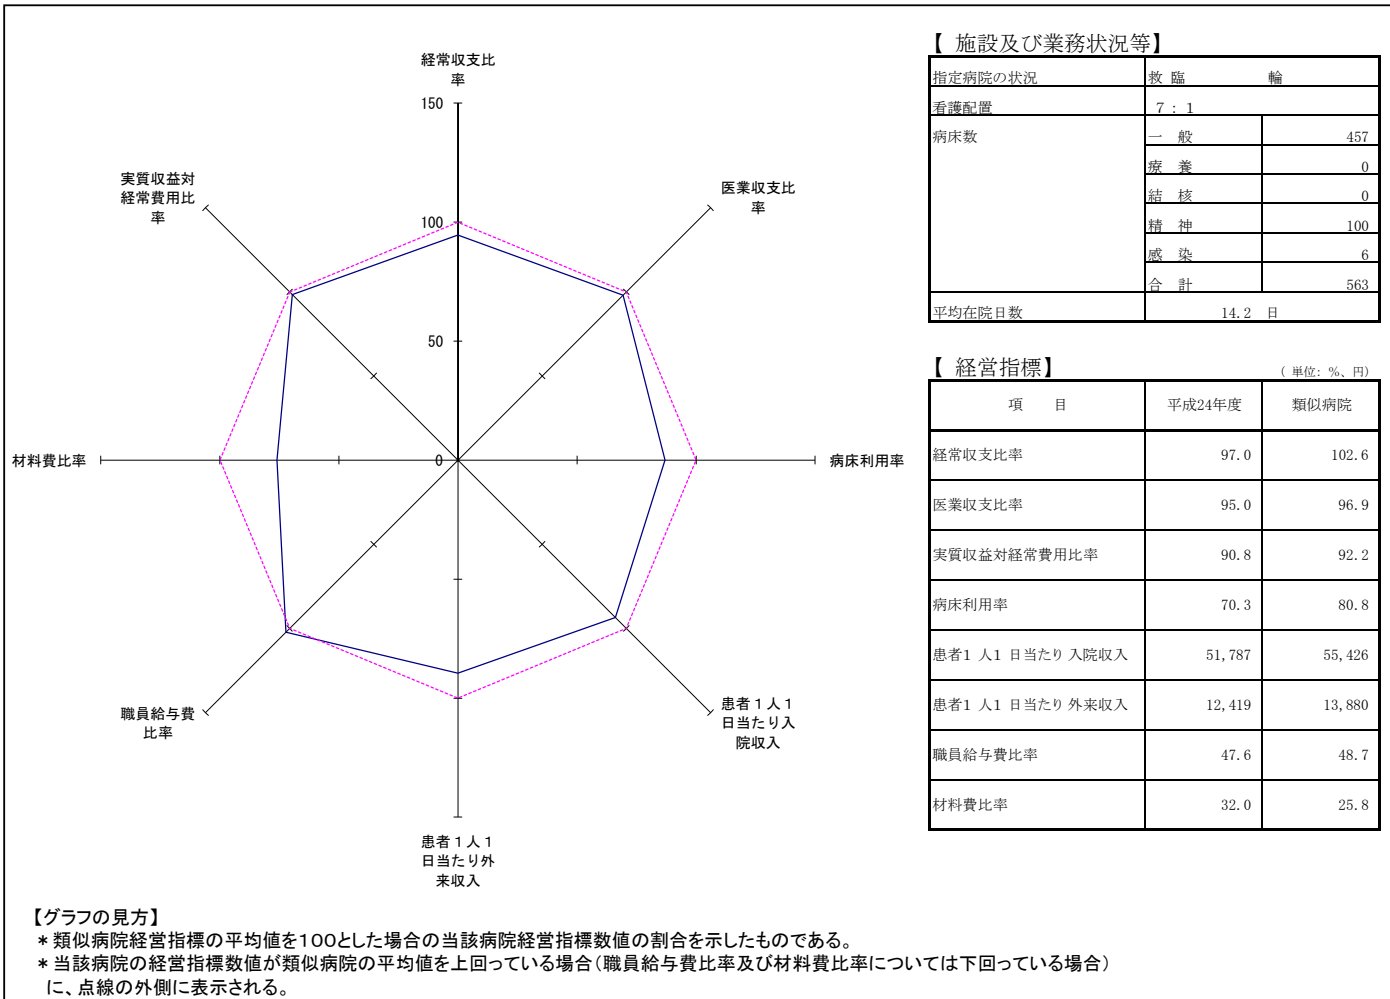 経常収支比
率
150
100
50
0
医業収支比
率
病床利用率
患者１人１
日当たり入
院収入
患者１人１
日当たり外
来収入
職員給与費
比率
材料費比率
実質収益対
経常費用比
率
【 施設及び業務状況等】
指定病院の状況 救 臨 輪
看護配置 7 : 1
病床数 一 般 457
療 養 0
結 核 0
精 神 100
感 染 6
合 計 563
平均在院日数 14.2 日
【 経営指標】 （ 単位： %、円）
項 目 平成24年度 類似病院
経常収支比率 97.0 102.6
医業収支比率 95.0 96.9
実質収益対経常費用比率 90.8 92.2
病床利用率 70.3 80.8
患者1 人1 日当たり 入院収入 51,787 55,426
患者1 人1 日当たり 外来収入 12,419 13,880
職員給与費比率 47.6 48.7
材料費比率 32.0 25.8
【グラフの見方】
＊類似病院経営指標の平均値を１００とした場合の当該病院経営指標数値の割合を示したものである。
＊当該病院の経営指標数値が類似病院の平均値を上回っている場合（職員給与費比率及び材料費比率については下回っている場合）
に、点線の外側に表示される。